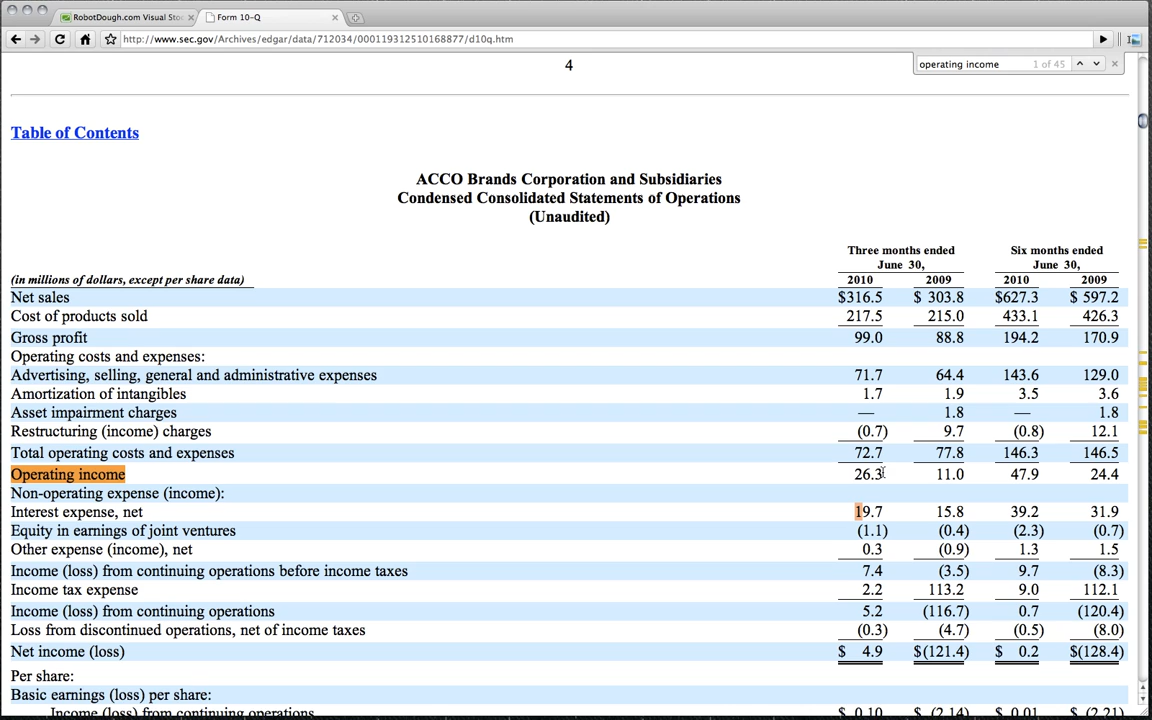 RobotDough.com Visual Stoc
Form 10-Q
http://www.sec.gov/Archives/edgar/data/712034/000119312510168877/d10q.htm
operating income 1 of 45
4
Table of Contents
ACCO Brands Corporation and Subsidiaries
Condensed Consolidated Statements of Operations
(Unaudited)
Three months ended Six months ended
June 30, June 30,
(in millions of dollars, except per share data) 2010 2009 2010 2009
Net sales $316.5 $ 303.8 $627.3 $ 597.2
Cost of products sold 217.5 215.0 433.1 426.3
Gross profit 99.0 88.8 194.2 170.9
Operating costs and expenses:
Advertising, selling, general and administrative expenses 71.7 64.4 143.6 129.0
Amortization of intangibles 1.7 1.9 3.5 3.6
Asset impairment charges — 1.8 — 1.8
Restructuring (income) charges (0.7) 9.7 (0.8) 12.1
Total operating costs and expenses 72.7 77.8 146.3 146.5
Operating income 26.3 11.0 47.9 24.4
Non-operating expense (income):
Interest expense, net 19.7 15.8 39.2 31.9
Equity in earnings of joint ventures (1.1) (0.4) (2.3) (0.7)
Other expense (income), net 0.3 (0.9) 1.3 1.5
Income (loss) from continuing operations before income taxes 7.4 (3.5) 9.7 (8.3)
Income tax expense 2.2 113.2 9.0 112.1
Income (loss) from continuing operations 5.2 (116.7) 0.7 (120.4)
Loss from discontinued operations, net of income taxes (0.3) (4.7) (0.5) (8.0)
Net income (loss) $ 4.9 $(121.4) $ 0.2 $(128.4)
Per share:
Basic earnings (loss) per share:
Income (loss) from continuing operations $ 0.10 $ (2.14) $ 0.01 $ (2.21)